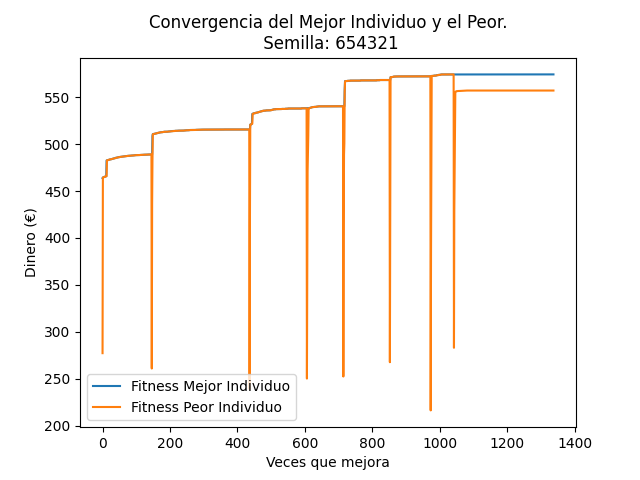 Convergencia del Mejor Individuo y el Peor.
Semilla: 654321
Dinero (€)
550
500
450
400
350
300
250
200
Fitness Mejor Individuo
Fitness Peor Individuo
0 200 400 600 800 1000 1200 1400
Veces que mejora